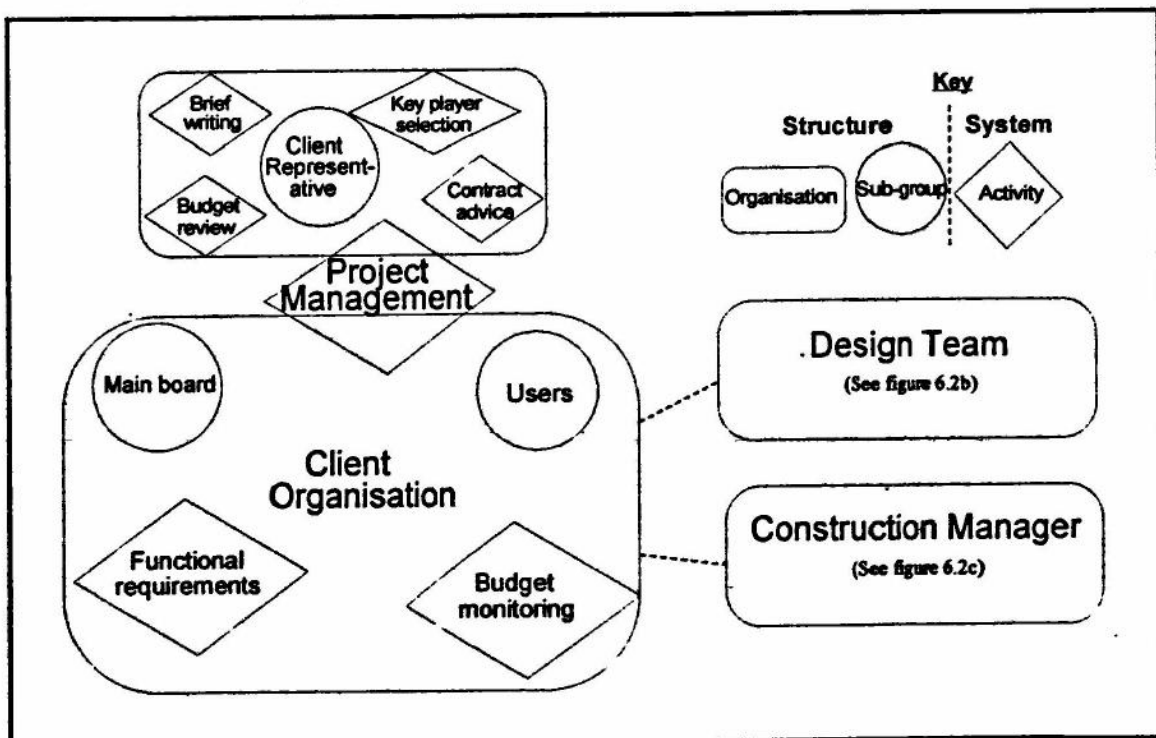 Brief
writing
Key player
selection
Client
Represent-
ative
Budget
review
Contract
advice
Key
Structure
System
Organisation
Sub-group
Activity
Project
Management
Main board
Users
Client
Organisation
Functional
requirements
Budget
monitoring
.Design Team
(See figure 6.2b)
Construction Manager
(See figure 6.2c)